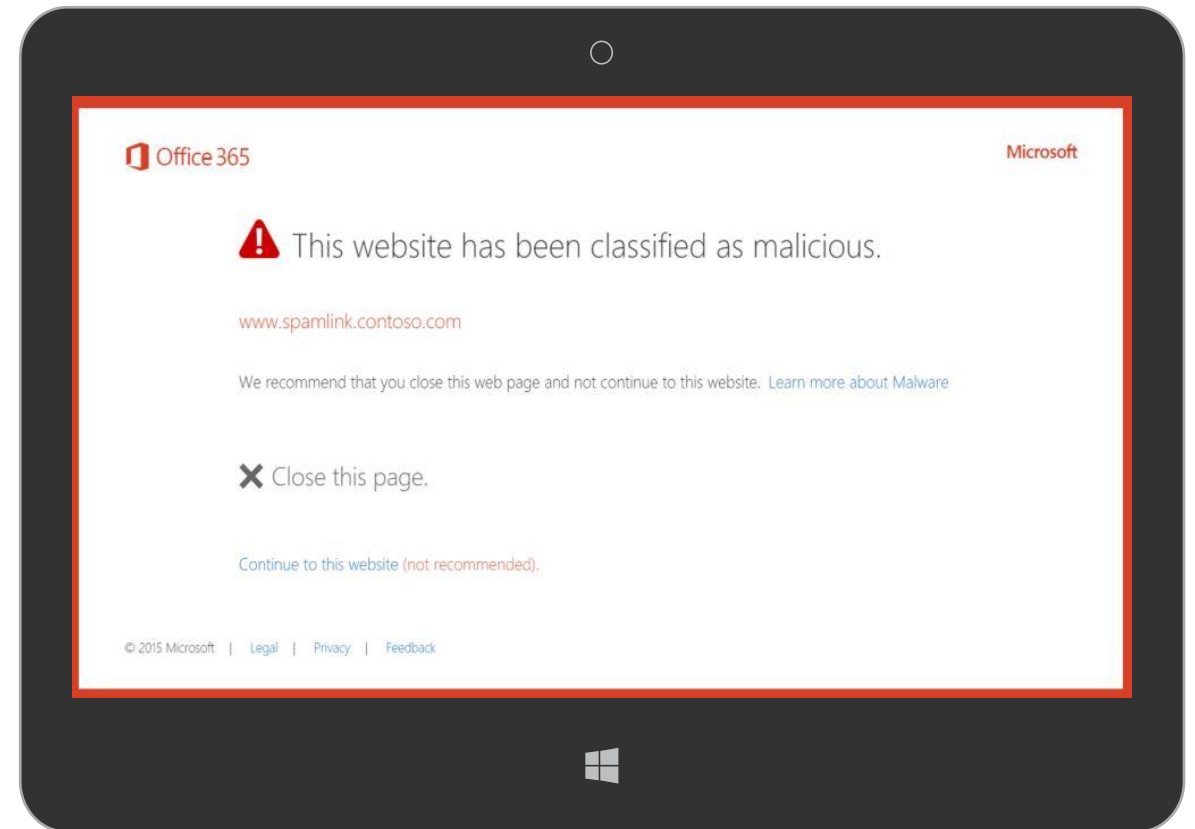 Office 365
Microsoft
This website has been classified as malicious.
www.spamlink.contoso.com
We recommend that you close this web page and not continue to this website. Learn more about Malware
Close this page.
Continue to this website (not recommended).
© 2015 Microsoft | Legal | Privacy | Feedback